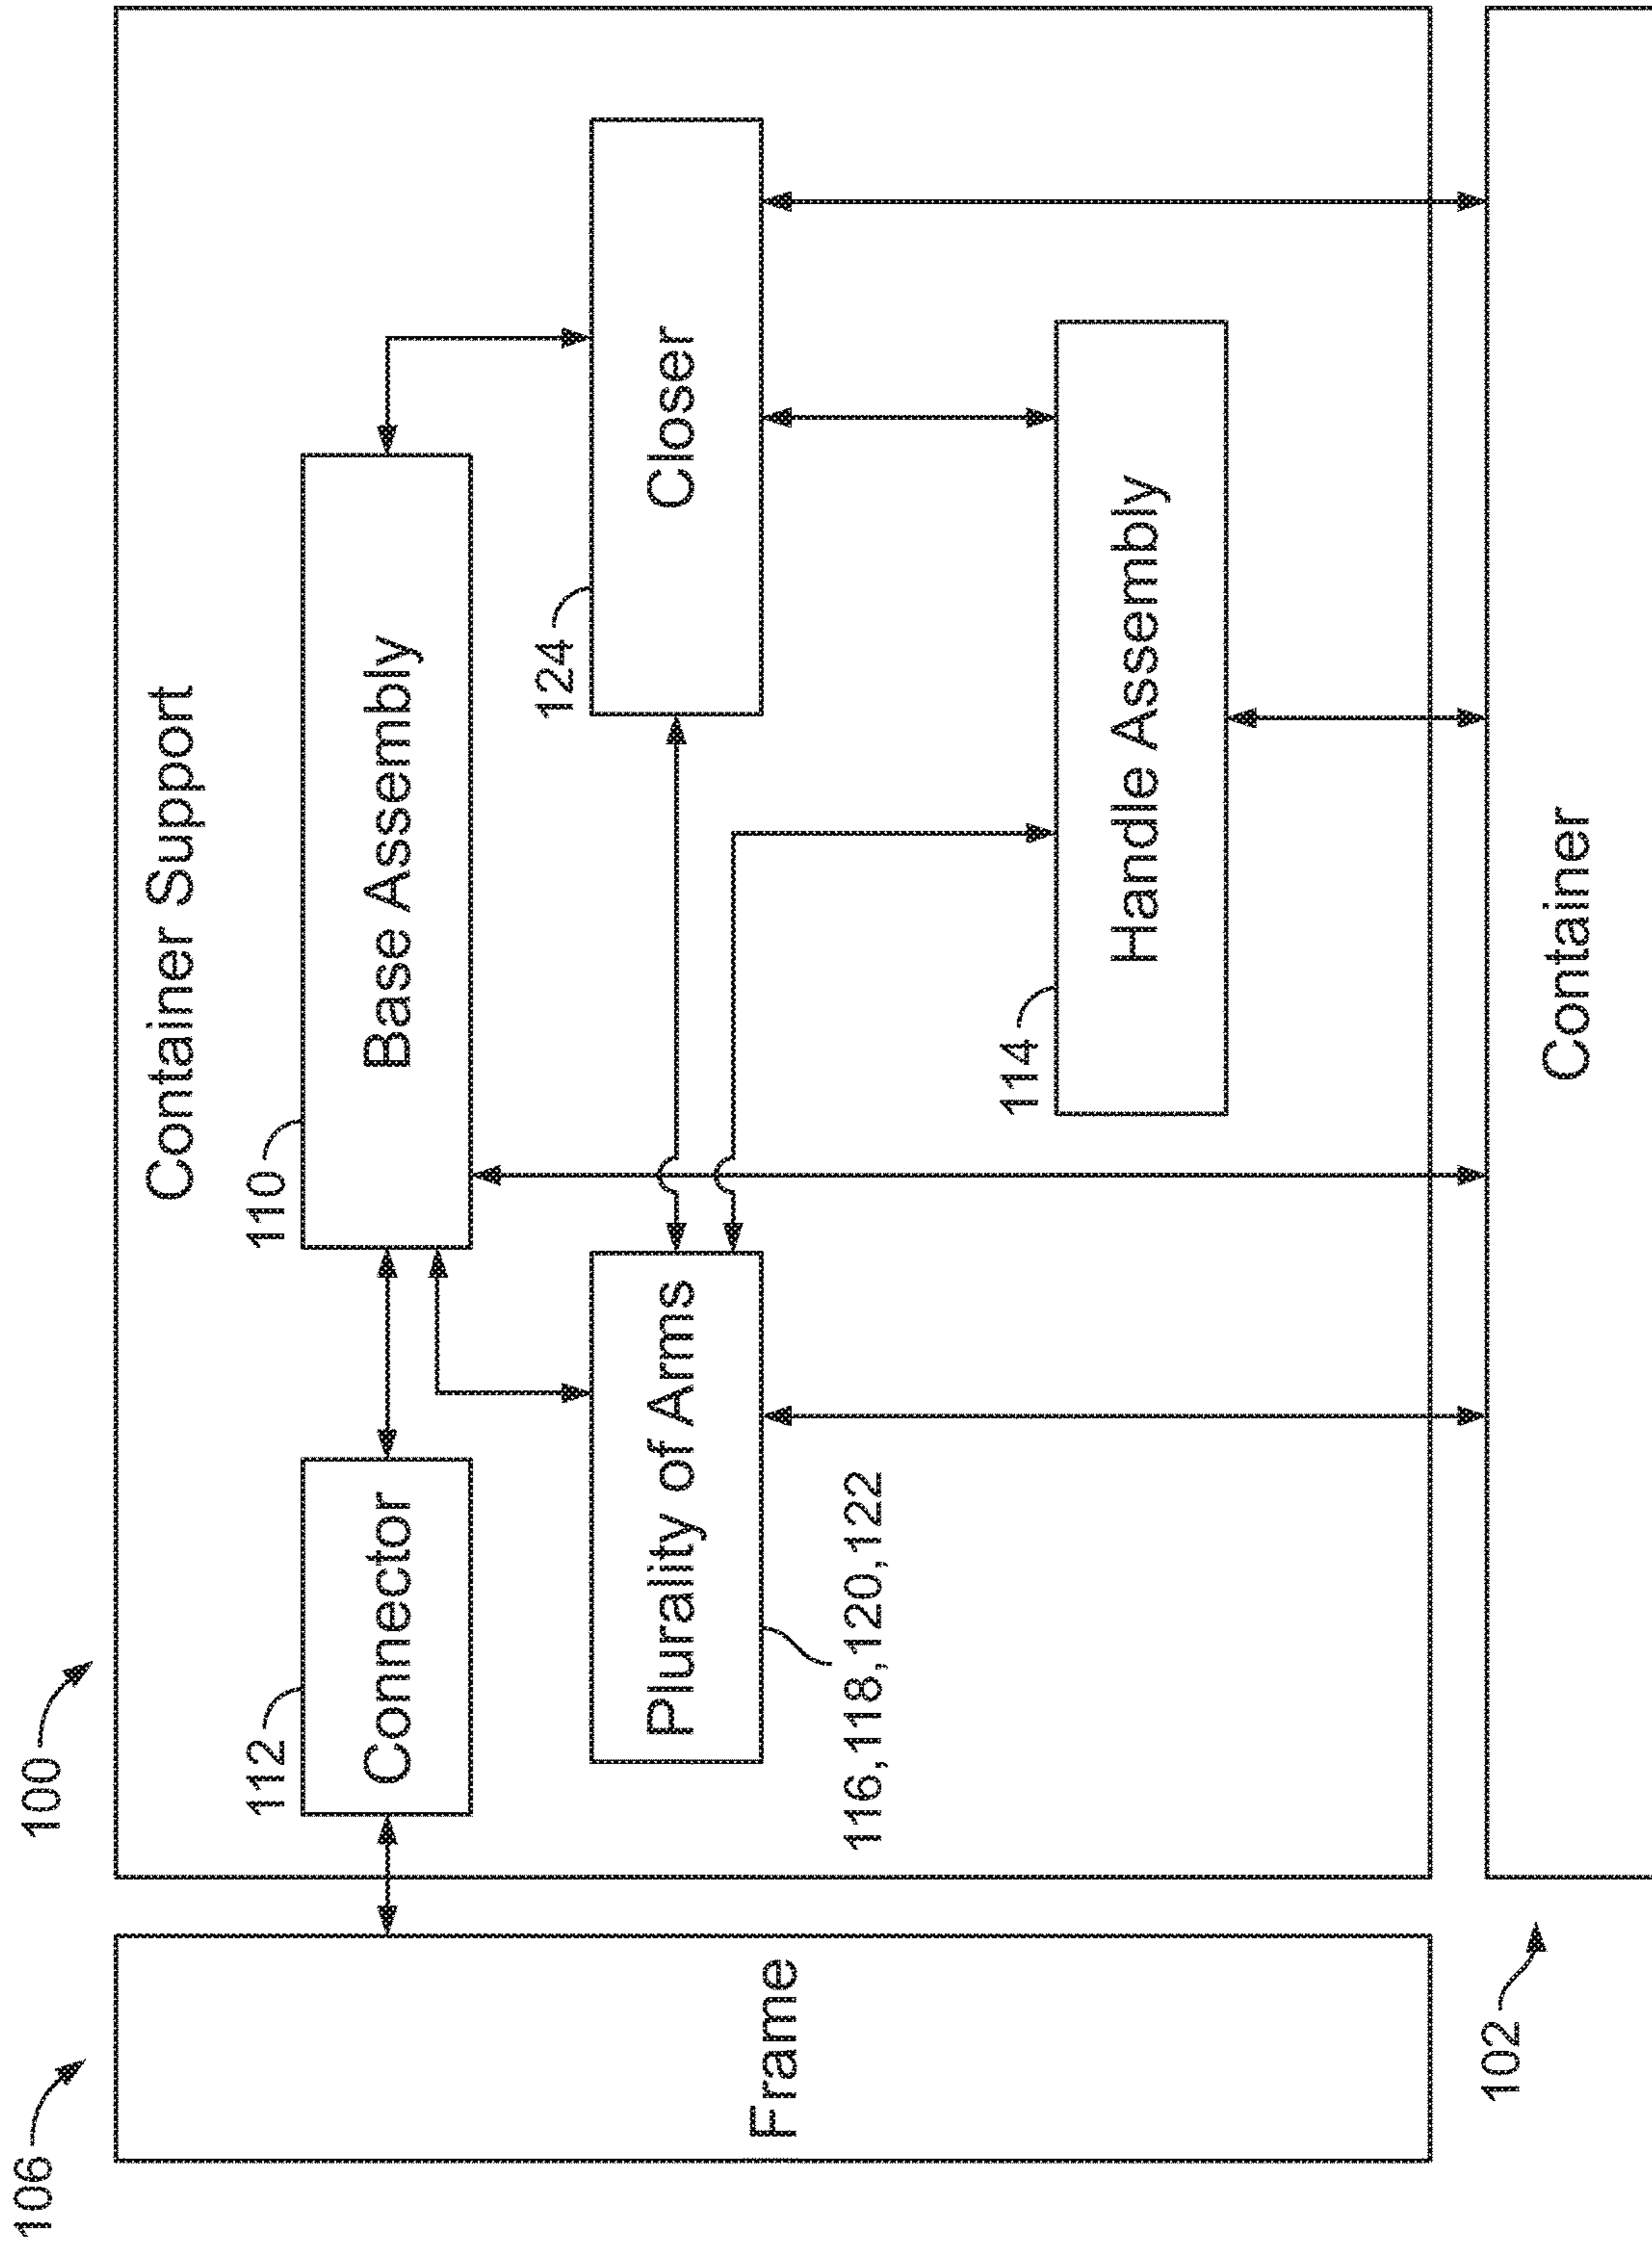 106
100
Container Support
112
110
Connector
Base Assembly
124
Frame
Plurality of Arms
Closer
116,118,120,122
114
Handle Assembly
102
Container